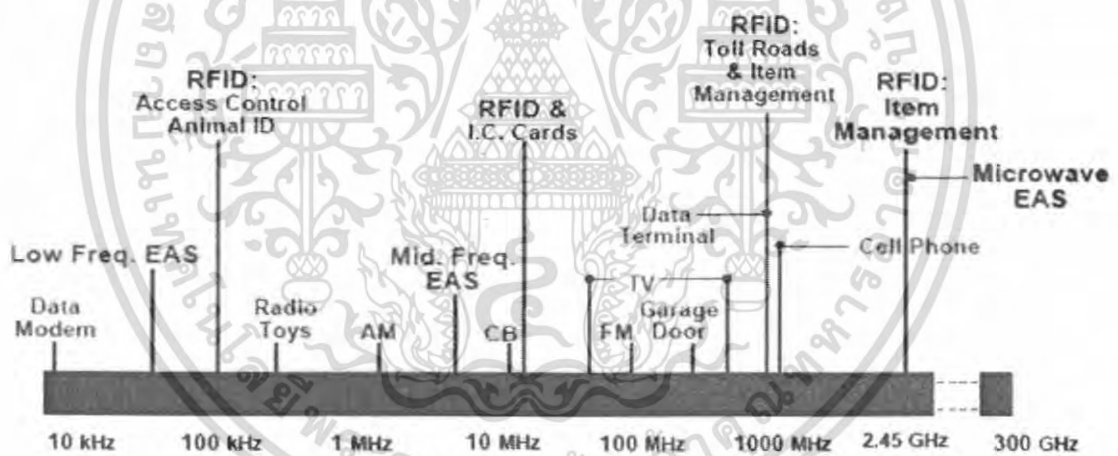 RFID:
Toll Roads
& Item
Management
RFID:
Access Control
Animal ID
RFID &
I.C. Cards
RFID:
Item
Management
Microwave
EAS
Data
Terminal
Cell Phone
Low Freq. EAS
Mid. Freq.
EAS
TV
Data
Modem
Radio
Toys
AM
CB
FM
Garage
Door
10 kHz
100 kHz
1 MHz
10 MHz
100 MHz
1000 MHz
2.45 GHz
300 GHz